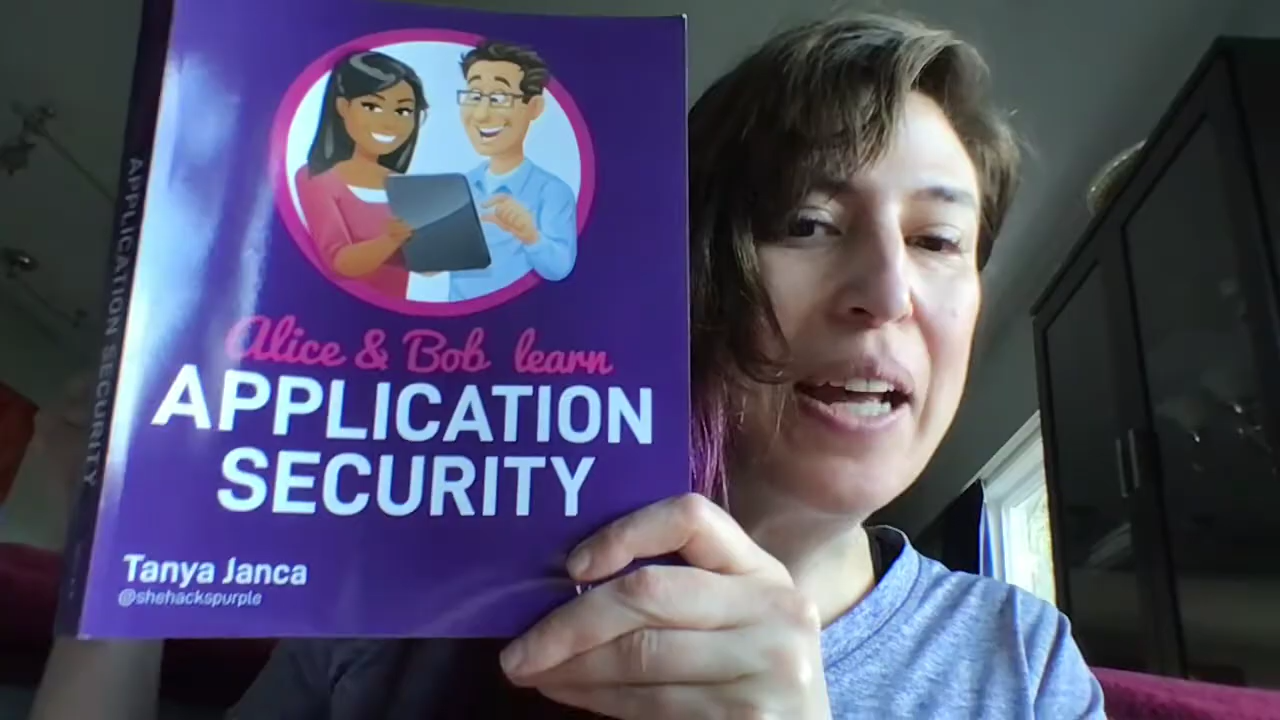 Alice & Bob learn
APPLICATION
SECURITY
Tanya Janca
@shehackspurple
APPLICATION SECURITY